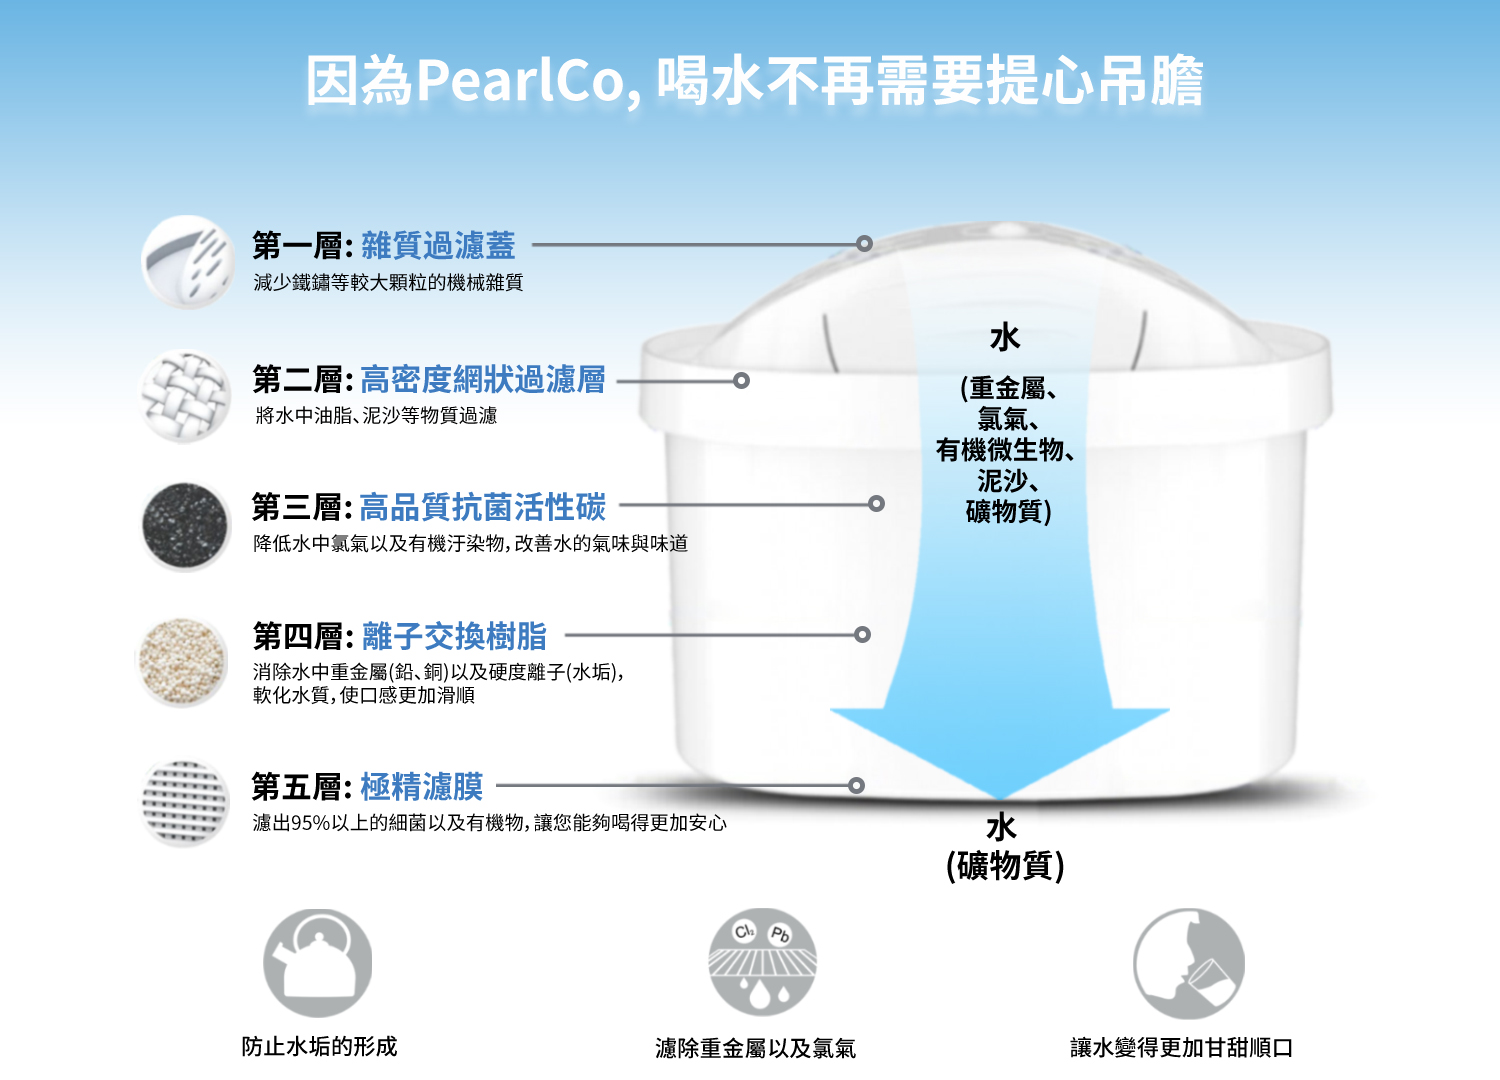 因為PearlCo, 喝水不再需要提心吊膽
第一層: 雜質過濾蓋
減少鐵鏽等較大顆粒的機械雜質
第二層: 高密度網狀過濾層
將水中油脂、泥沙等物質過濾
第三層: 高品質抗菌活性碳
降低水中氯氣以及有機汙染物, 改善水的氣味與味道
第四層: 離子交換樹脂
消除水中重金屬(鉛、銅)以及硬度離子(水垢),
軟化水質, 使口感更加滑順
第五層: 極精濾膜
濾出95%以上的細菌以及有機物, 讓您能夠喝得更加安心
水
(重金屬、
氯氣、
有機微生物、
泥沙、
礦物質)
水
(礦物質)
Cl₂ Pb
防止水垢的形成
濾除重金屬以及氯氣
讓水變得更加甘甜順口